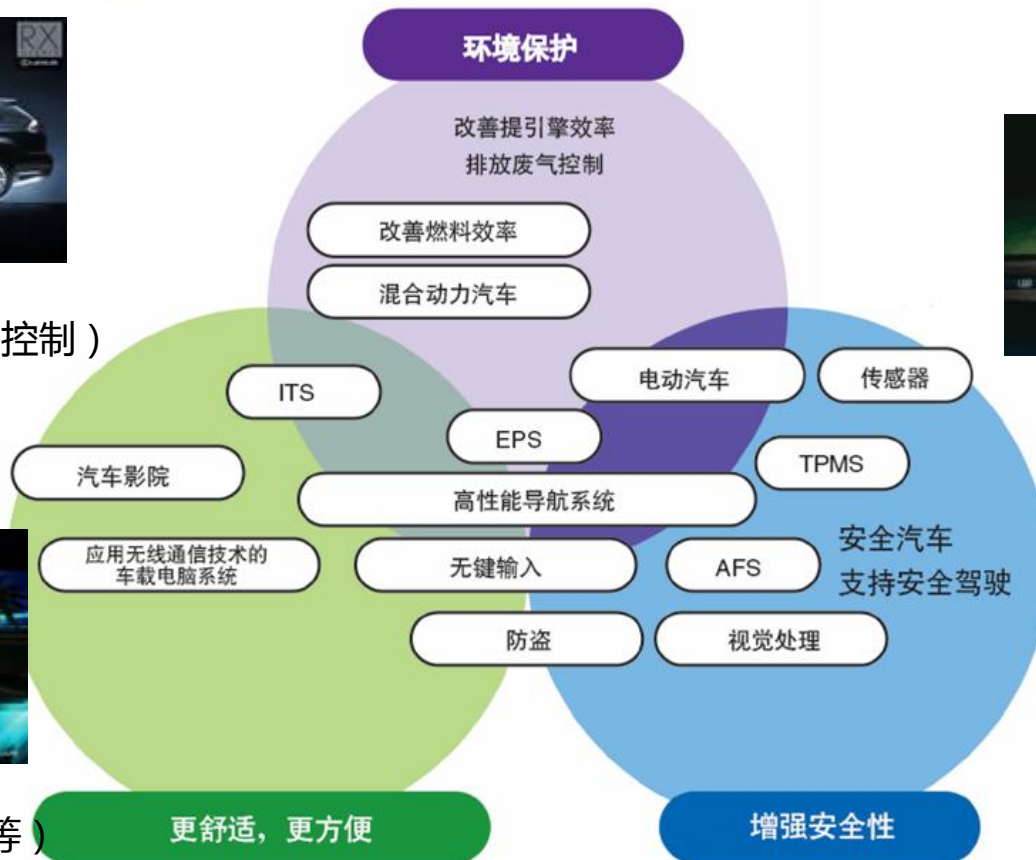 RX
环境保护
改善提引擎效率
排放废气控制
改善燃料效率
混合动力汽车
控制）
ITS
电动汽车
传感器
EPS
汽车影院
TPMS
高性能导航系统
应用无线通信技术的
车载电脑系统
无键输入
AFS
安全汽车
支持安全驾驶
防盗
视觉处理
等）
更舒适，更方便
增强安全性